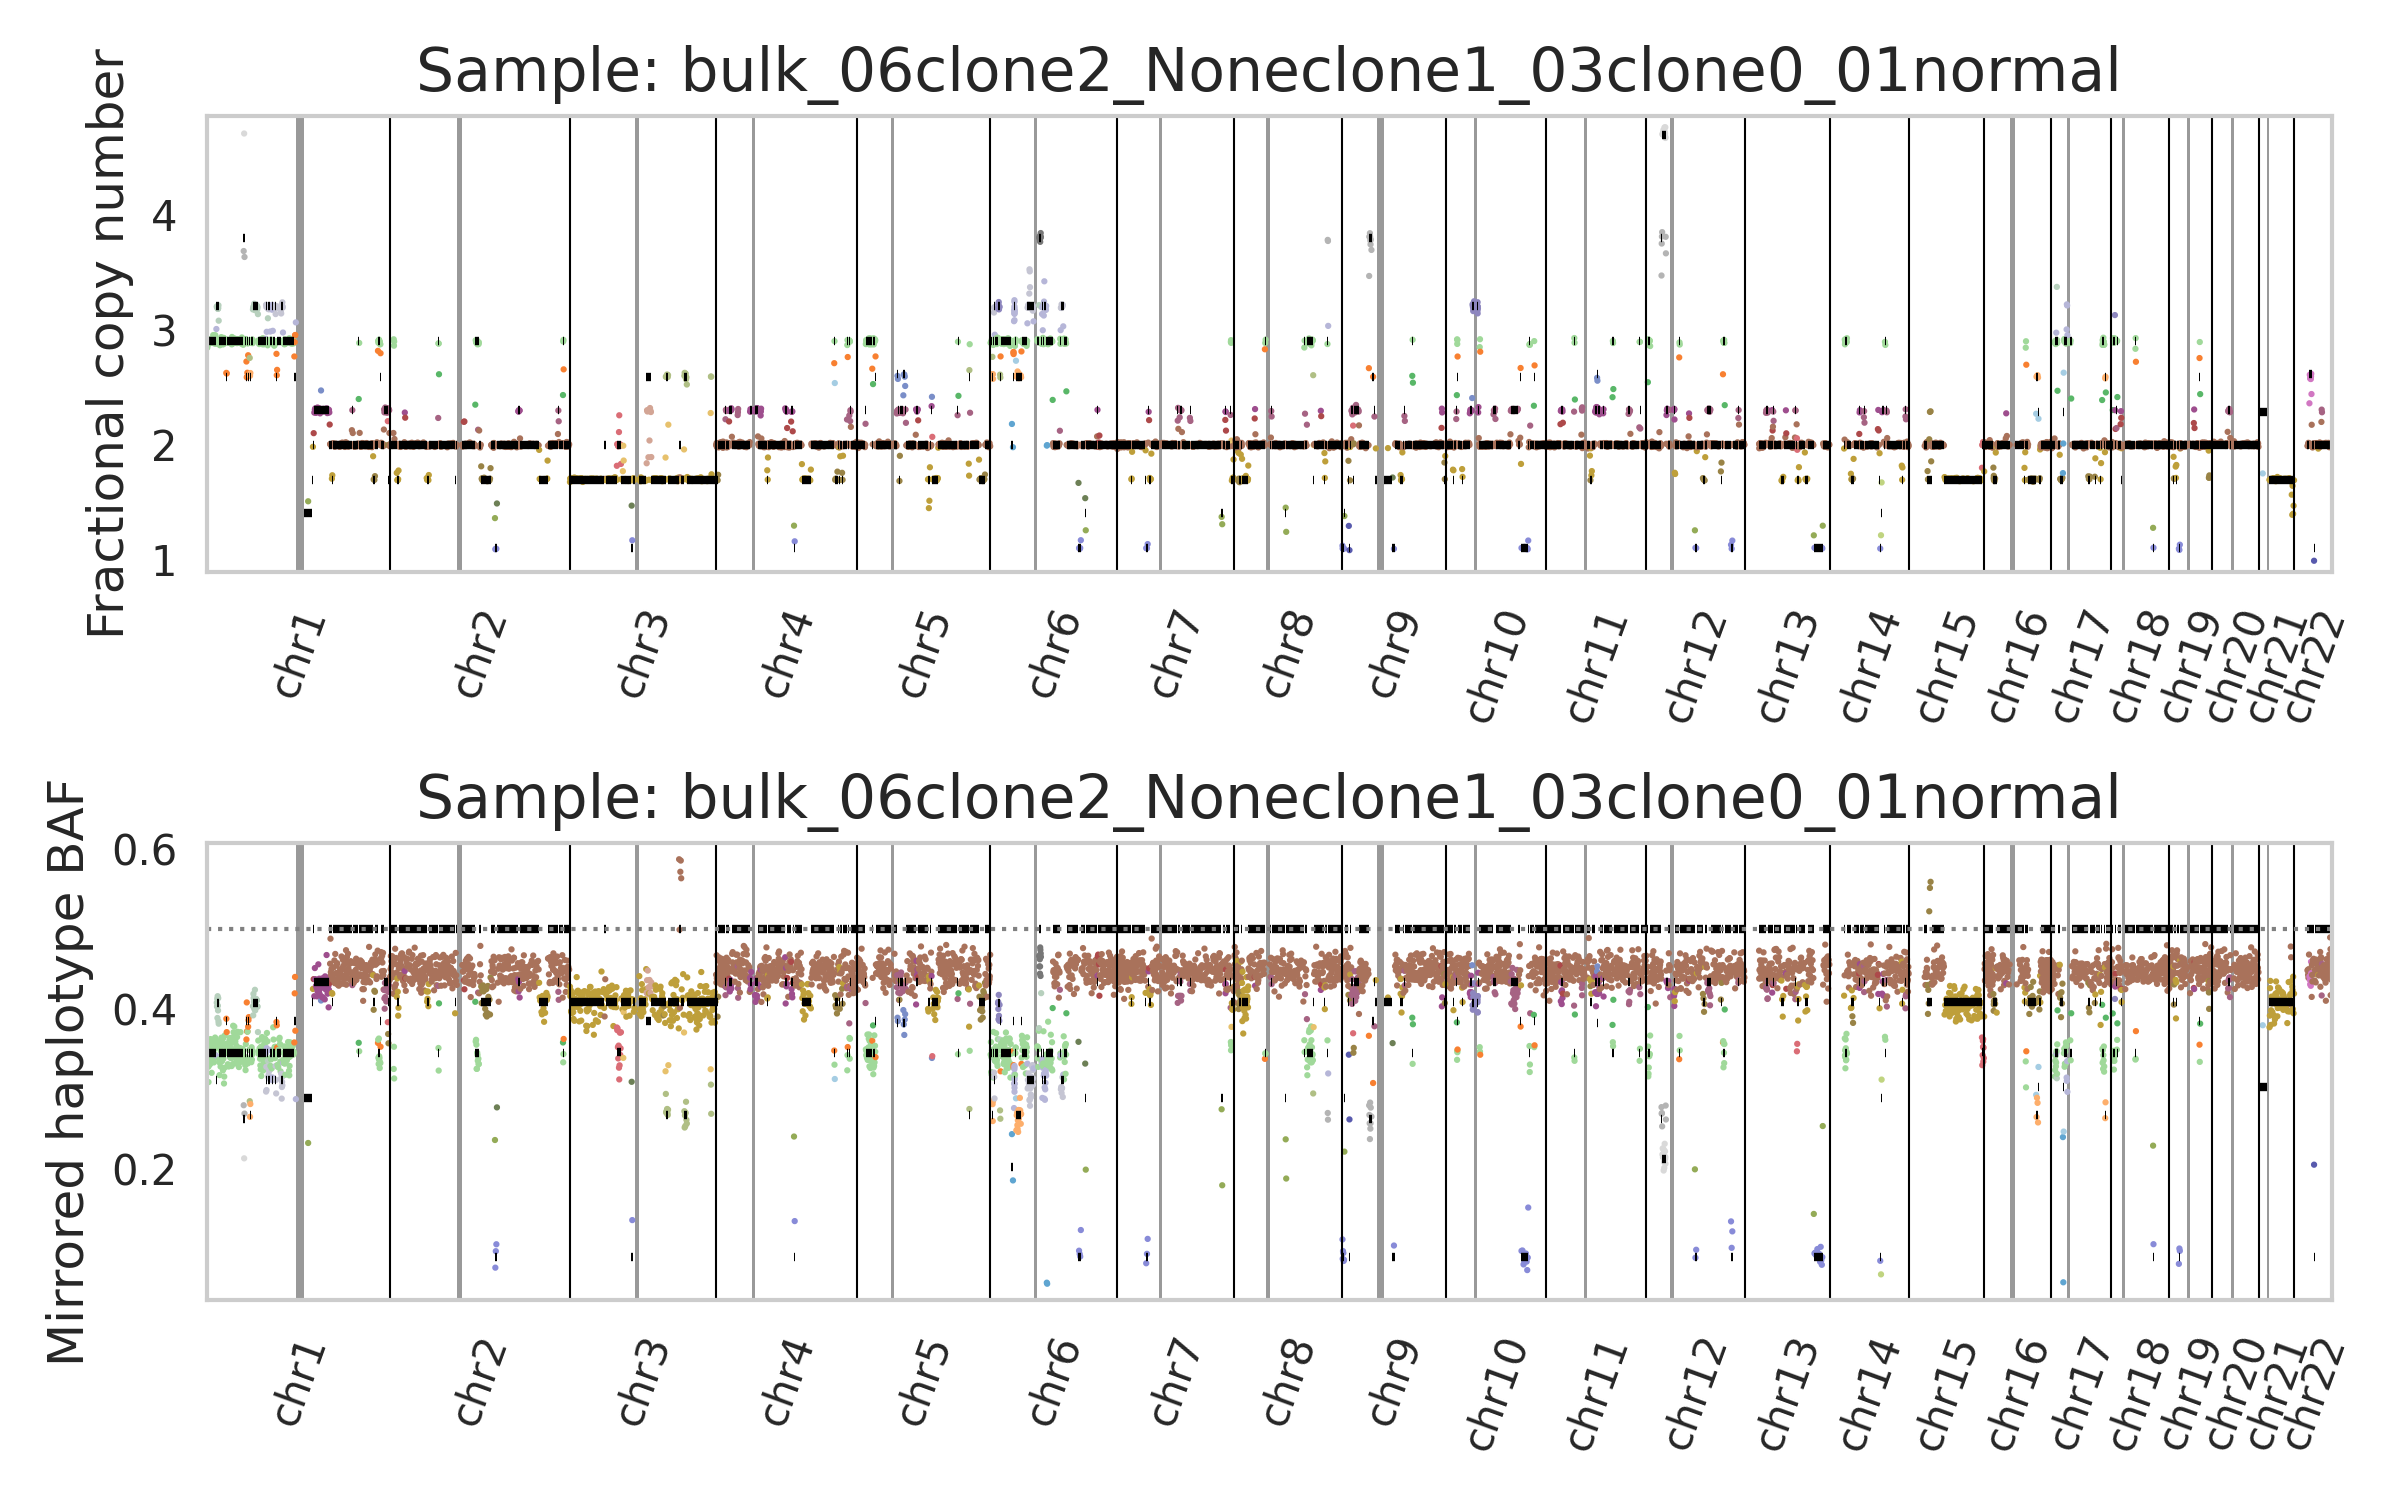 Sample: bulk_06clone2_Noneclone1_03clone0_01normal
Fractional copy number
4
3
2
1
chr1 chr2 chr3 chr4 chr5 chr6 chr7 chr8 chr9 chr10 chr11 chr12 chr13 chr14 chr15 chr16 chr17 chr18 chr19 chr20 chr21 chr22
Sample: bulk_06clone2_Noneclone1_03clone0_01normal
Mirrored haplotype BAF
0.6
0.4
0.2
chr1 chr2 chr3 chr4 chr5 chr6 chr7 chr8 chr9 chr10 chr11 chr12 chr13 chr14 chr15 chr16 chr17 chr18 chr19 chr20 chr21 chr22